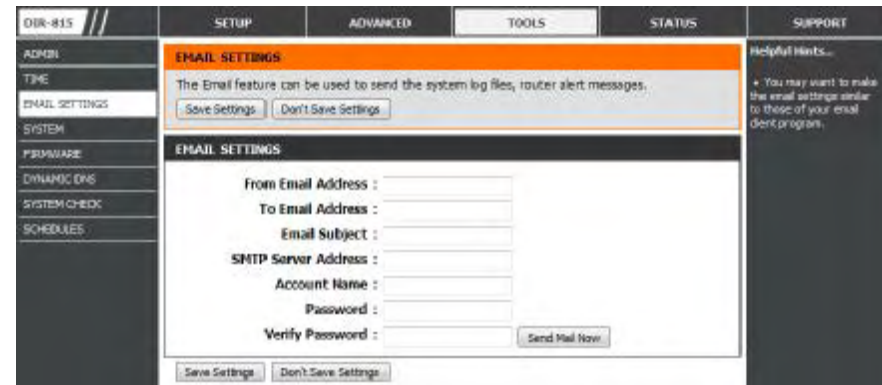 DIR-815 // SETUP ADVANCED TOOLS STATUS SUPPORT
ADMIN
TIME
EMAIL SETTINGS
SYSTEM
FIRMWARE
DYNAMIC DNS
SYSTEM CHECK
SCHEDULES
EMAIL SETTINGS
The Email feature can be used to send the system log files, router alert messages.
Save Settings Don't Save Settings
EMAIL SETTINGS
From Email Address :
To Email Address :
Email Subject :
SMTP Server Address :
Account Name :
Password :
Verify Password : Send Mail Now
Save Settings Don't Save Settings
Helpful Hints...
• You may want to make
the email settings similar
to those of your email
client program.